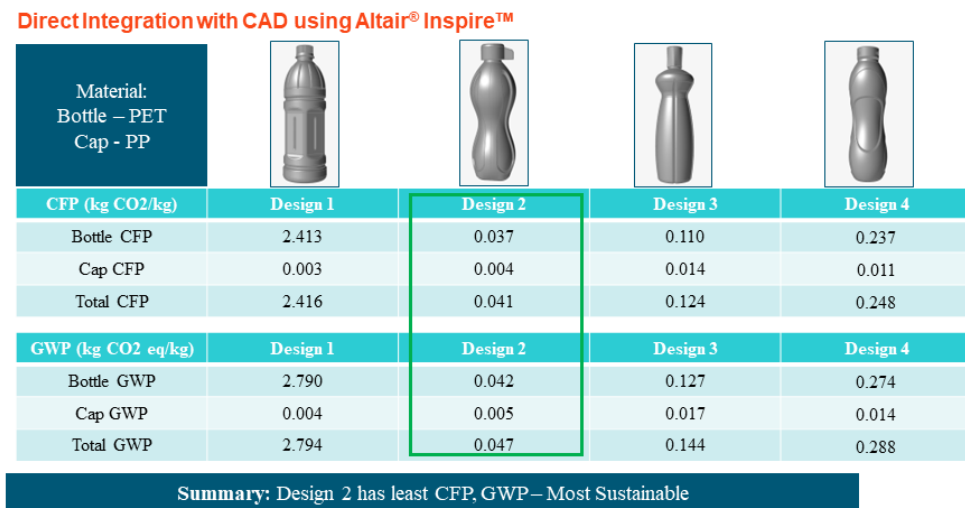 Direct Integration with CAD using Altair® Inspire™
Material:
Bottle – PET
Cap - PP
CFP (kg CO2/kg) Design 1 Design 2 Design 3 Design 4
Bottle CFP 2.413 0.037 0.110 0.237
Cap CFP 0.003 0.004 0.014 0.011
Total CFP 2.416 0.041 0.124 0.248
GWP (kg CO2 eq/kg) Design 1 Design 2 Design 3 Design 4
Bottle GWP 2.790 0.042 0.127 0.274
Cap GWP 0.004 0.005 0.017 0.014
Total GWP 2.794 0.047 0.144 0.288
Summary: Design 2 has least CFP, GWP – Most Sustainable